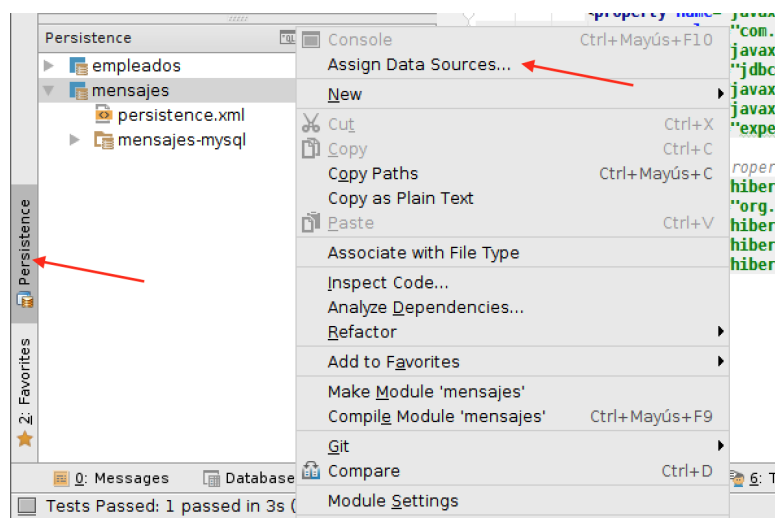 <property name="javax
Persistence
"com.
Console Ctrl+Mayús+F10
javax
empleados
Assign Data Sources...
"jdbc
mensajes
New
javax
persistence.xml
Cut Ctrl+X
javax
"expe
mensajes-mysql
Copy Ctrl+C
Copy Paths Ctrl+Mayús+C
roper
hiber
Copy as Plain Text
"org.
Paste Ctrl+V
hiber
Persistence
Associate with File Type
hiber
hiber
Inspect Code...
Analyze Dependencies...
Refactor
Add to Favorites
2: Favorites
Make Module 'mensajes'
Compile Module 'mensajes' Ctrl+Mayús+F9
Git
0: Messages Database
Compare Ctrl+D
6: T
Tests Passed: 1 passed in 3s (
Module Settings